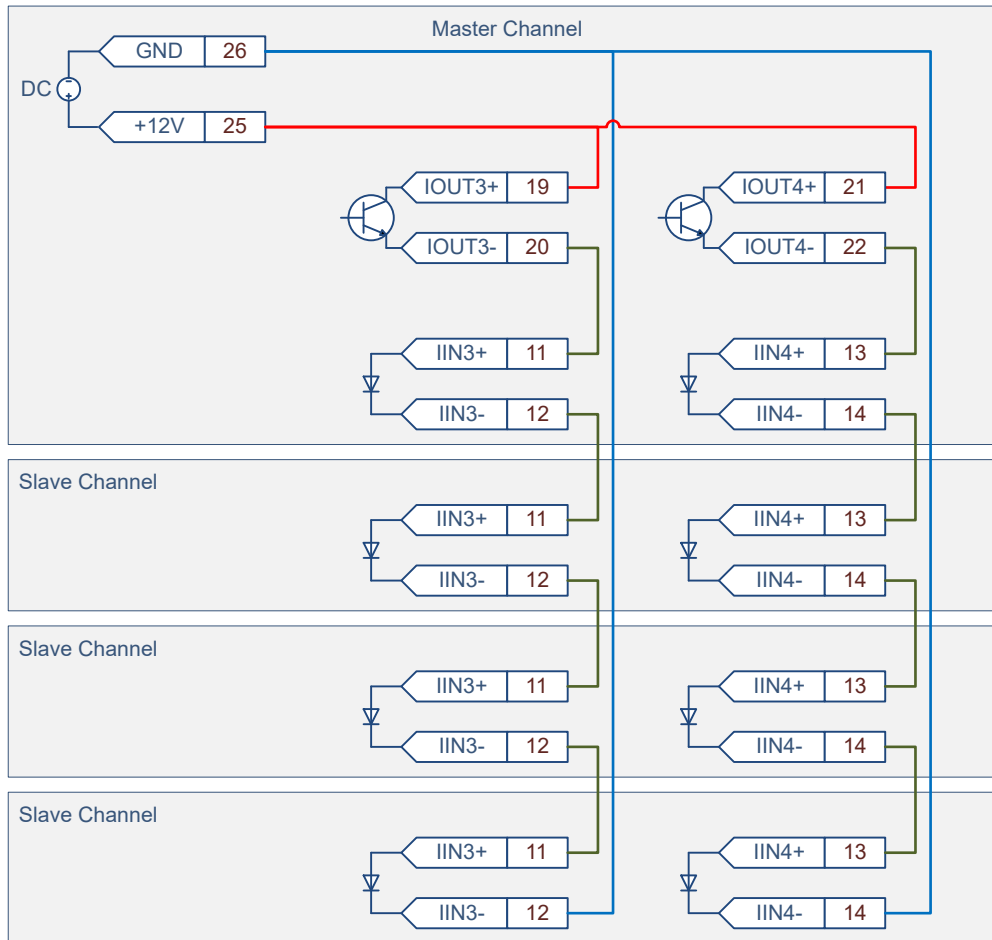 Master Channel
GND 26
DC
+12V 25
IOUT3+ 19 IOUT4+ 21
IOUT3- 20 IOUT4- 22
IIN3+ 11 IIN4+ 13
IIN3- 12 IIN4- 14
Slave Channel
IIN3+ 11 IIN4+ 13
IIN3- 12 IIN4- 14
Slave Channel
IIN3+ 11 IIN4+ 13
IIN3- 12 IIN4- 14
Slave Channel
IIN3+ 11 IIN4+ 13
IIN3- 12 IIN4- 14